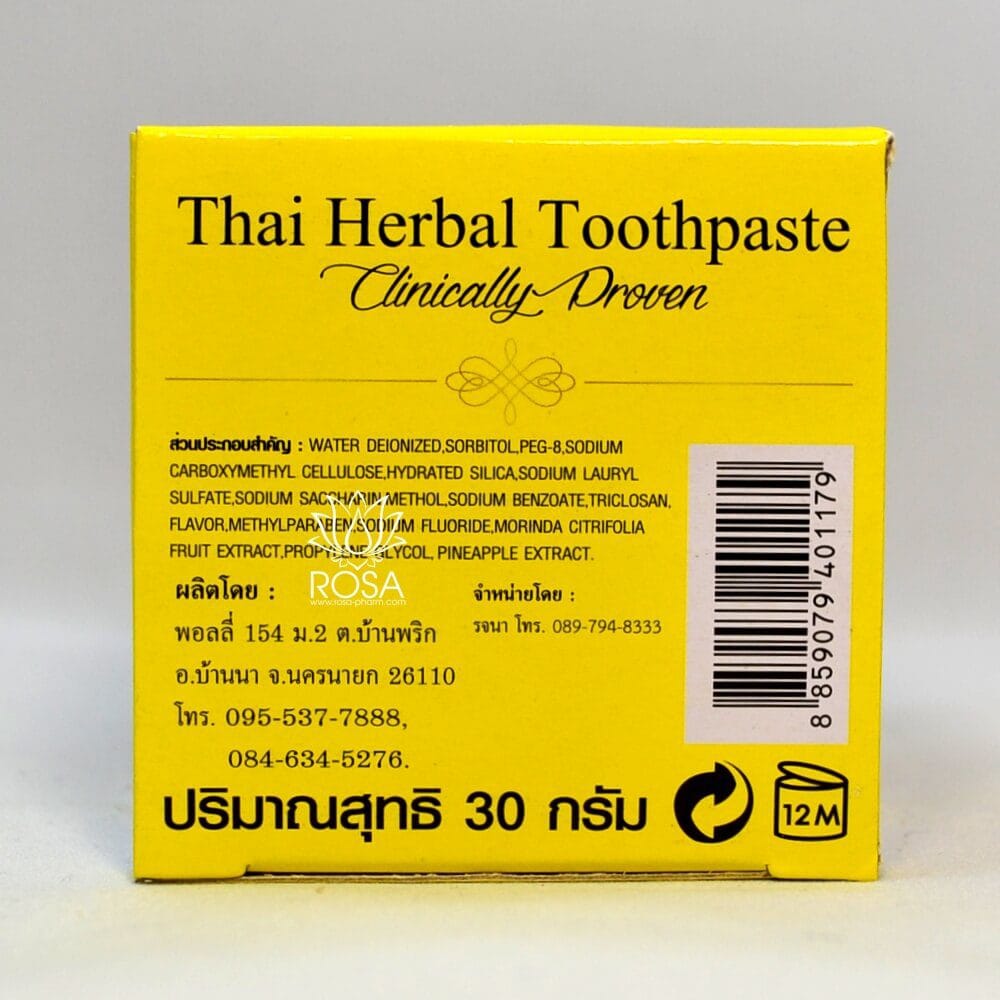 Thai Herbal Toothpaste
Clinically Proven
ส่วนประกอบสำคัญ : WATER DEIONIZED,SORBITOL,PEG-8,SODIUM
CARBOXYMETHYL CELLULOSE,HYDRATED SILICA,SODIUM LAURYL
SULFATE,SODIUM SACCHARIN,METHOL,SODIUM BENZOATE,TRICLOSAN,
FLAVOR,METHYLPARABEN,SODIUM FLUORIDE,MORINDA CITRIFOLIA
FRUIT EXTRACT,PROPYLENE GLYCOL, PINEAPPLE EXTRACT.
ROSA
www.rosa-pharm.com
ผลิตโดย :
พอลลี่ 154 ม.2 ต.บ้านพริก
อ.บ้านนา จ.นครนายก 26110
โทร. 095-537-7888,
084-634-5276.
จำหน่ายโดย :
รจนา โทร. 089-794-8333
8 859079 401179
ปริมาณสุทธิ 30 กรัม
12M